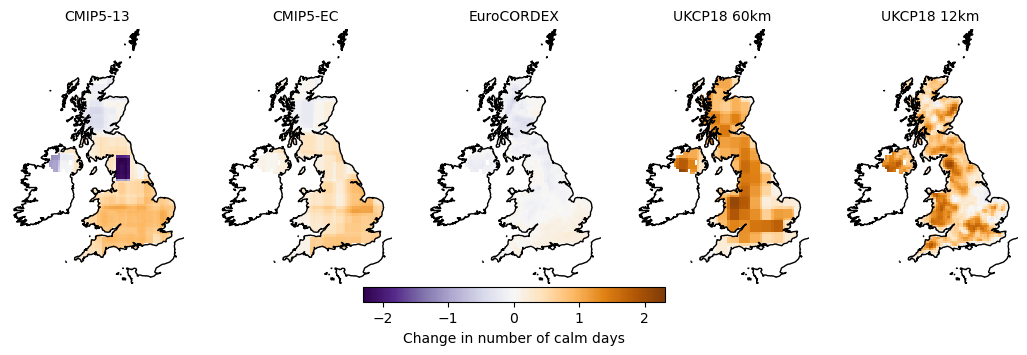 CMIP5-13 CMIP5-EC EuroCORDEX UKCP18 60km UKCP18 12km
−2 −1 0 1 2
Change in number of calm days